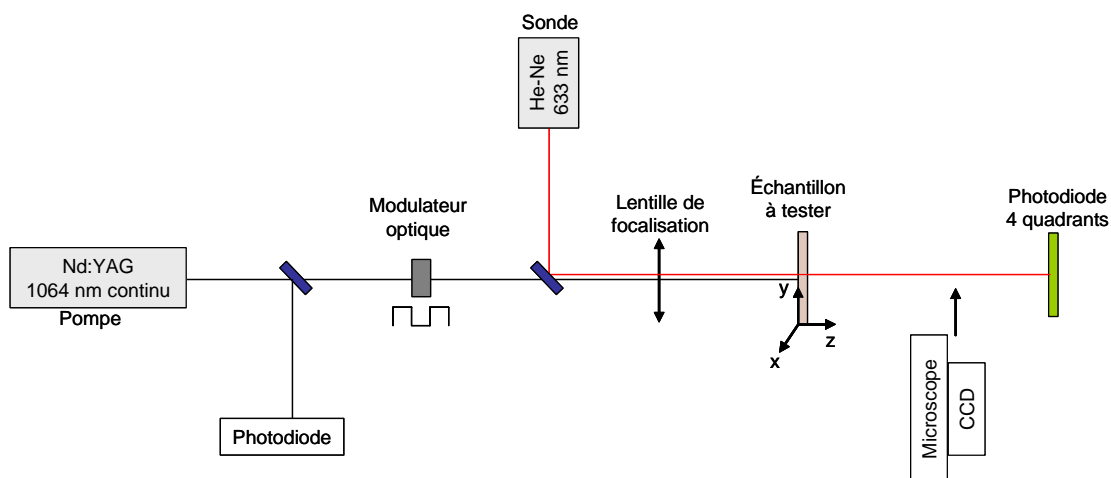 Sonde
He-Ne
633 nm
Échantillon
à tester
Lentille de
focalisation
Photodiode
4 quadrants
Modulateur
optique
Nd:YAG
1064 nm continu
Pompe
y
x
z
Photodiode
Microscope
CCD